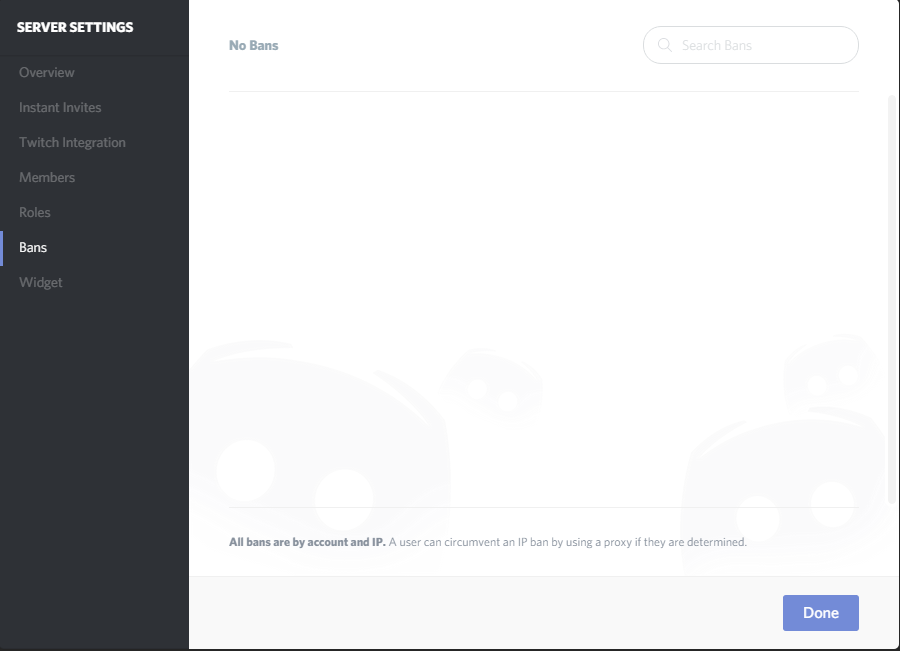 SERVER SETTINGS
Overview
Instant Invites
Twitch Integration
Members
Roles
Bans
Widget
No Bans
Search Bans
All bans are by account and IP. A user can circumvent an IP ban by using a proxy if they are determined.
Done